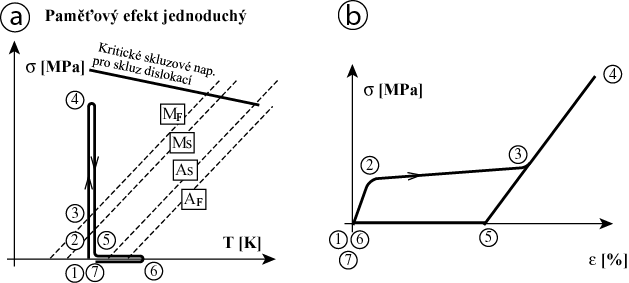 a Paměťový efekt jednoduchý
σ [MPa]
Kritické skluzové nap.
pro skluz dislokací
4
MF
MS
AS
AF
3
2
5
T [K]
1 7 6
b
σ [MPa]
4
2
3
1 6
7
5
ε [%]